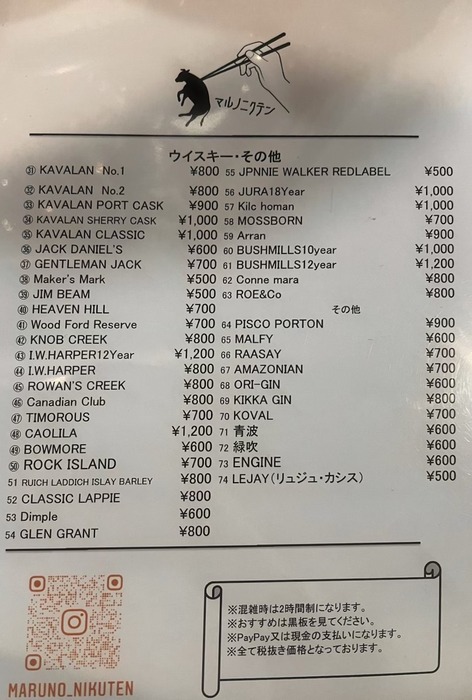 マルノニクテン
ウイスキー・その他
㉛ KAVALAN No.1 ¥800
㉜ KAVALAN No.2 ¥800
㉝ KAVALAN PORT CASK ¥900
㉞ KAVALAN SHERRY CASK ¥1,000
㉟ KAVALAN CLASSIC ¥1,000
㊱ JACK DANIEL'S ¥600
㊲ GENTLEMAN JACK ¥700
㊳ Maker's Mark ¥500
㊴ JIM BEAM ¥500
㊵ HEAVEN HILL ¥700
㊶ Wood Ford Reserve ¥700
㊷ KNOB CREEK ¥800
㊸ I.W.HARPER12Year ¥1,200
㊹ I.W.HARPER ¥800
㊺ ROWAN'S CREEK ¥800
㊻ Canadian Club ¥800
㊼ TIMOROUS ¥700
㊽ CAOLILA ¥1,200
㊾ BOWMORE ¥600
㊿ ROCK ISLAND ¥700
51 RUICH LADDICH ISLAY BARLEY ¥800
52 CLASSIC LAPPIE ¥800
53 Dimple ¥600
54 GLEN GRANT ¥800
55 JPNNIE WALKER REDLABEL ¥500
56 JURA18Year ¥1,000
57 Kilc homan ¥1,000
58 MOSSBORN ¥700
59 Arran ¥900
60 BUSHMILLS10year ¥1,000
61 BUSHMILLS12year ¥1,200
62 Conne mara ¥800
63 ROE&Co ¥800
その他
64 PISCO PORTON ¥900
65 MALFY ¥600
66 RAASAY ¥700
67 AMAZONIAN ¥700
68 ORI-GIN ¥600
69 KIKKA GIN ¥800
70 KOVAL ¥700
71 青波 ¥600
72 緑吹 ¥600
73 ENGINE ¥600
74 LEJAY(リュジュ・カシス) ¥500
※混雑時は2時間制になります。
※おすすめは黒板を見てください。
※PayPay又は現金の支払いになります。
※全て税抜き価格となっております。
MARUNO_NIKUTEN